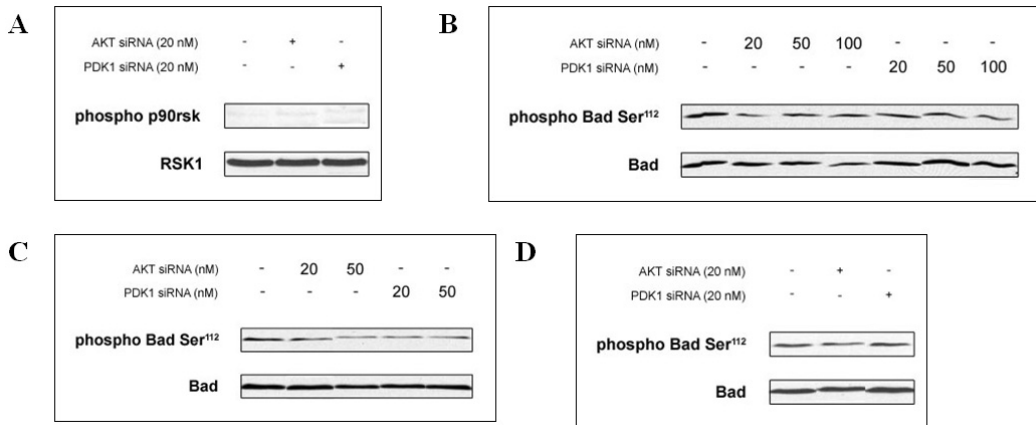 A
AKT siRNA (20 nM) - + -
PDK1 siRNA (20 nM) - - +
phospho p90rsk
RSK1
B
AKT siRNA (nM) - 20 50 100 - - -
PDK1 siRNA (nM) - - - - 20 50 100
phospho Bad Ser¹¹²
Bad
C
AKT siRNA (nM) - 20 50 - -
PDK1 siRNA (nM) - - - 20 50
phospho Bad Ser¹¹²
Bad
D
AKT siRNA (20 nM) - + -
PDK1 siRNA (20 nM) - - +
phospho Bad Ser¹¹²
Bad